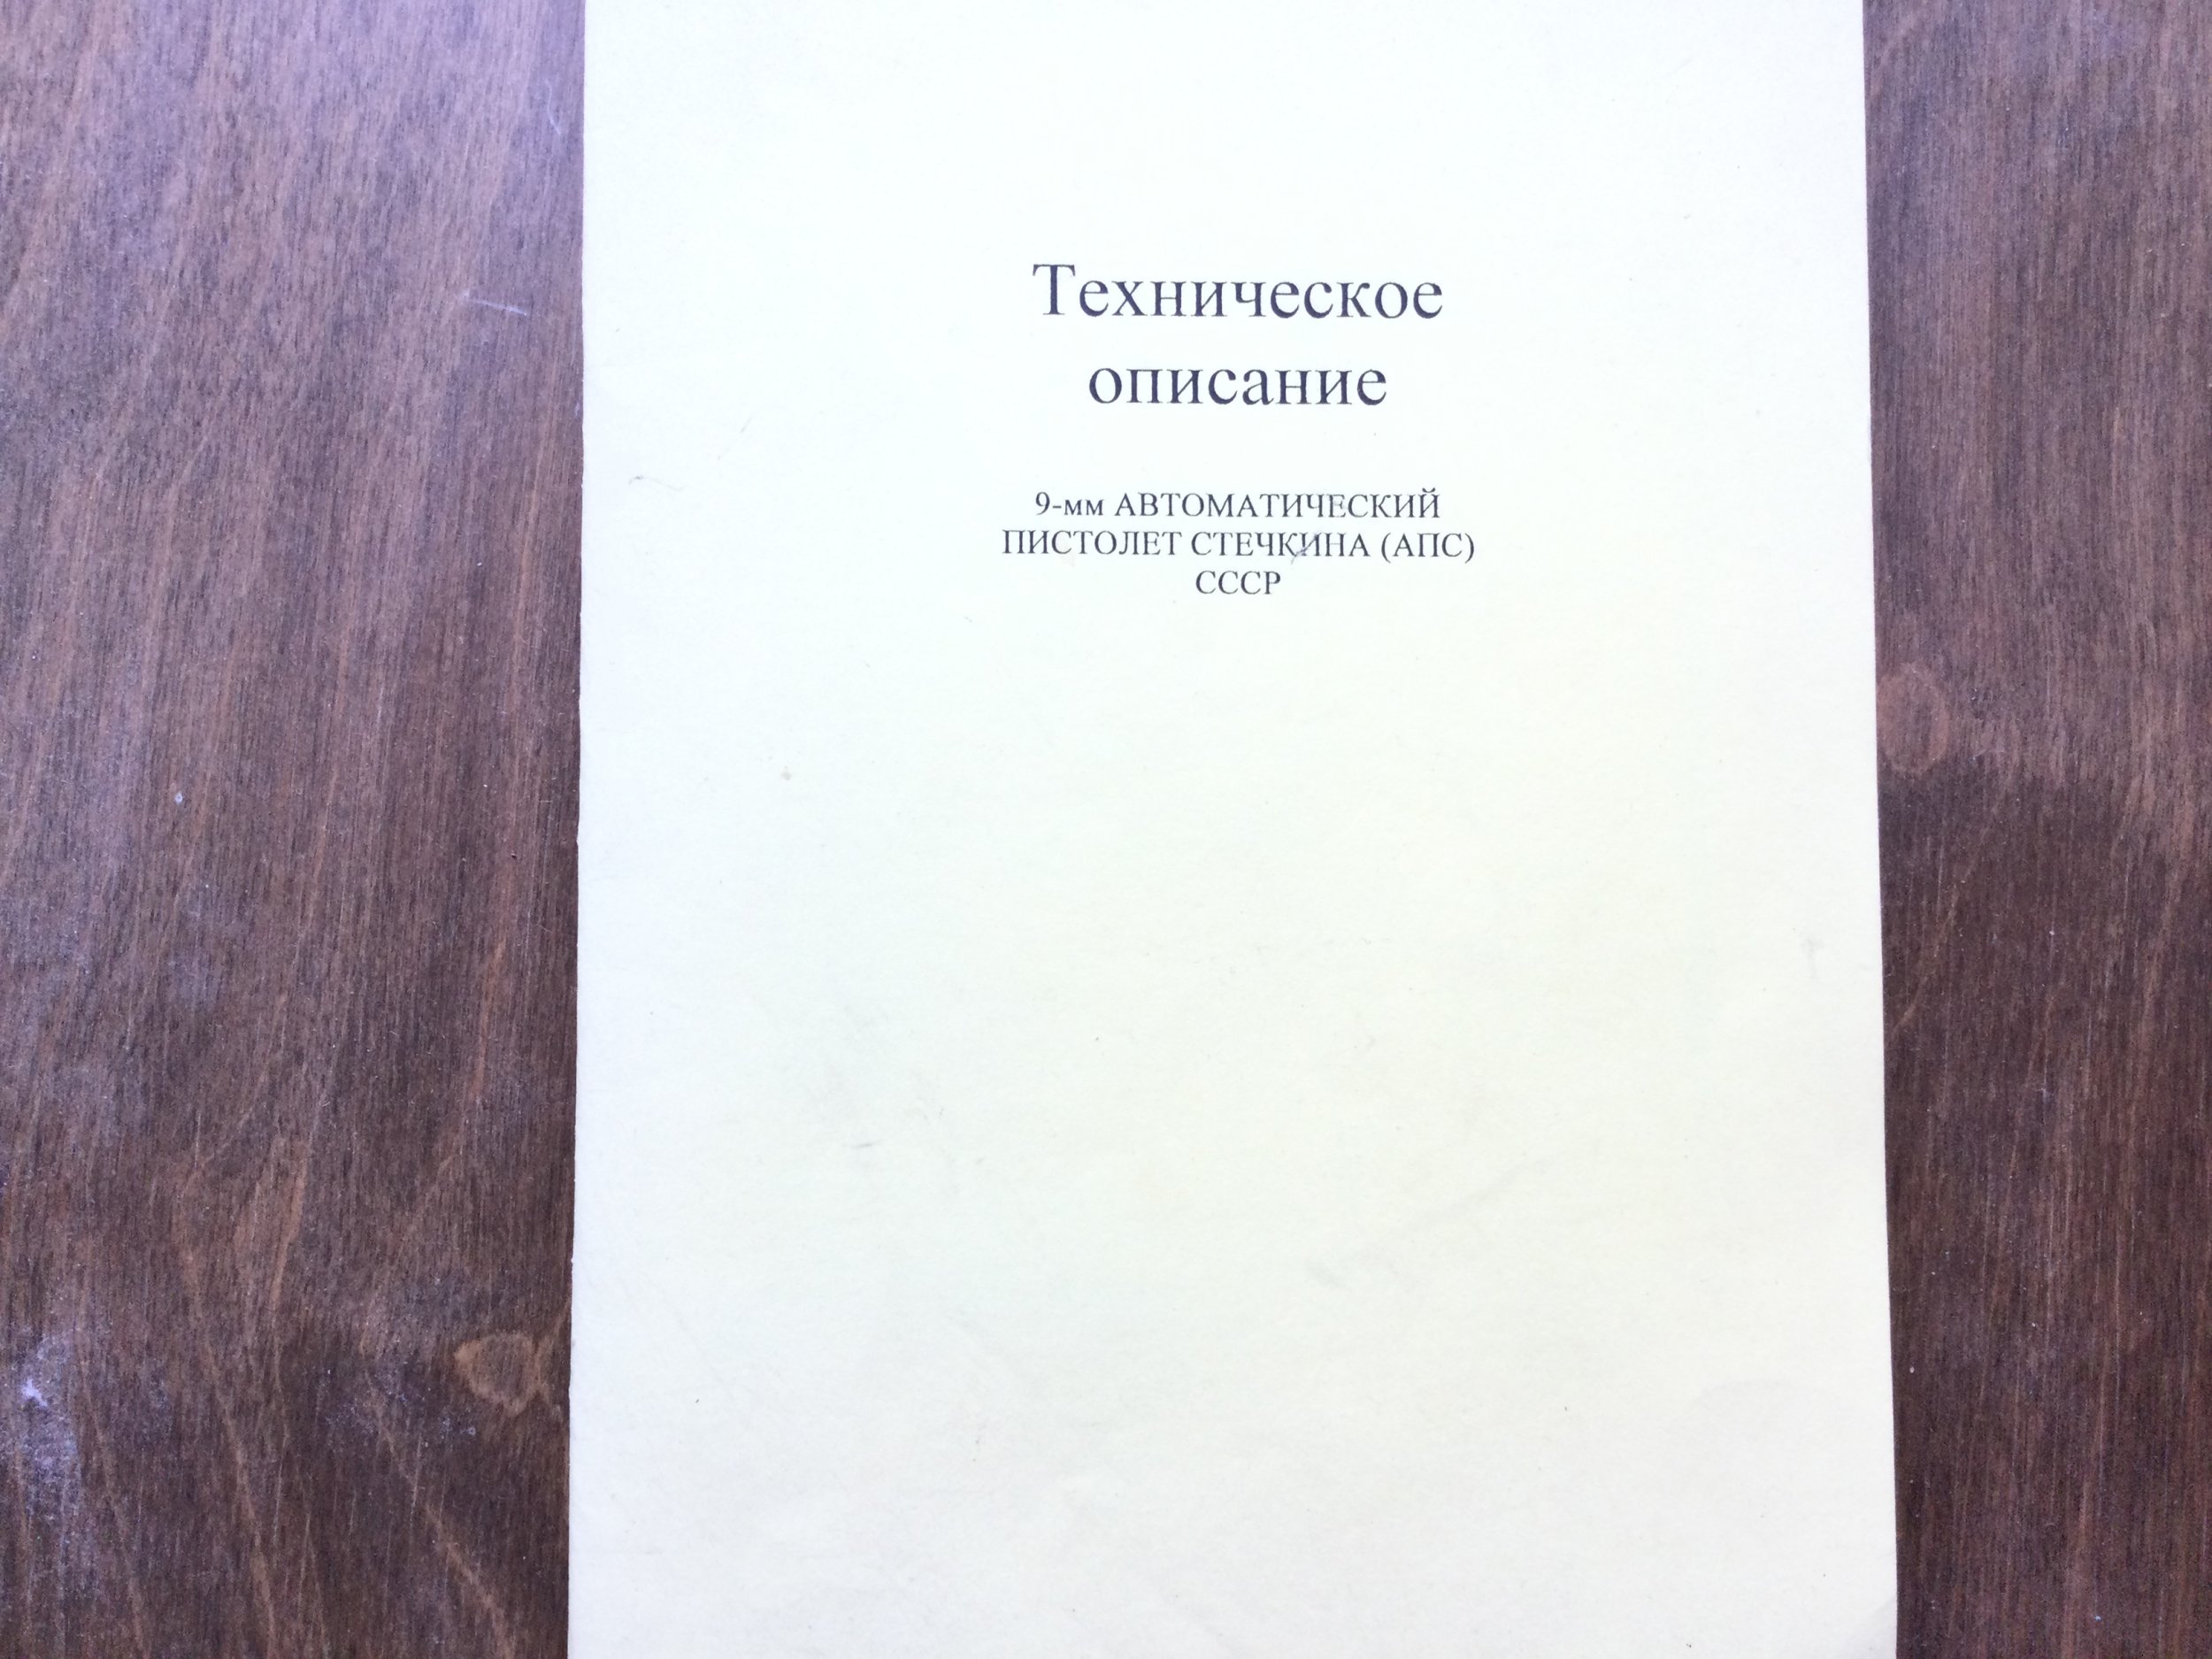 Техническое
описание
9-мм АВТОМАТИЧЕСКИЙ
ПИСТОЛЕТ СТЕЧКИНА (АПС)
СССР